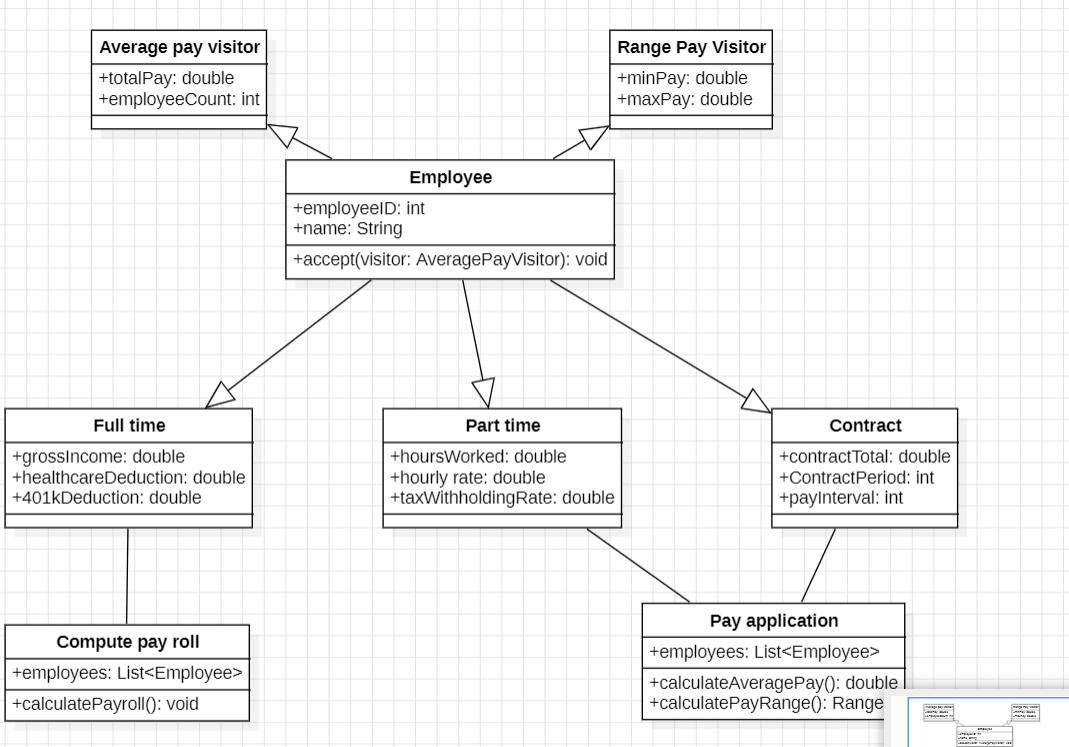 Average pay visitor
+totalPay: double
+employeeCount: int
Range Pay Visitor
+minPay: double
+maxPay: double
Employee
+employeeID: int
+name: String
+accept(visitor: AveragePayVisitor): void
Full time
+grossIncome: double
+healthcareDeduction: double
+401kDeduction: double
Part time
+hoursWorked: double
+hourly rate: double
+taxWithholdingRate: double
Contract
+contractTotal: double
+ContractPeriod: int
+payInterval: int
Compute pay roll
+employees: List<Employee>
+calculatePayroll(): void
Pay application
+employees: List<Employee>
+calculateAveragePay(): double
+calculatePayRange(): Range